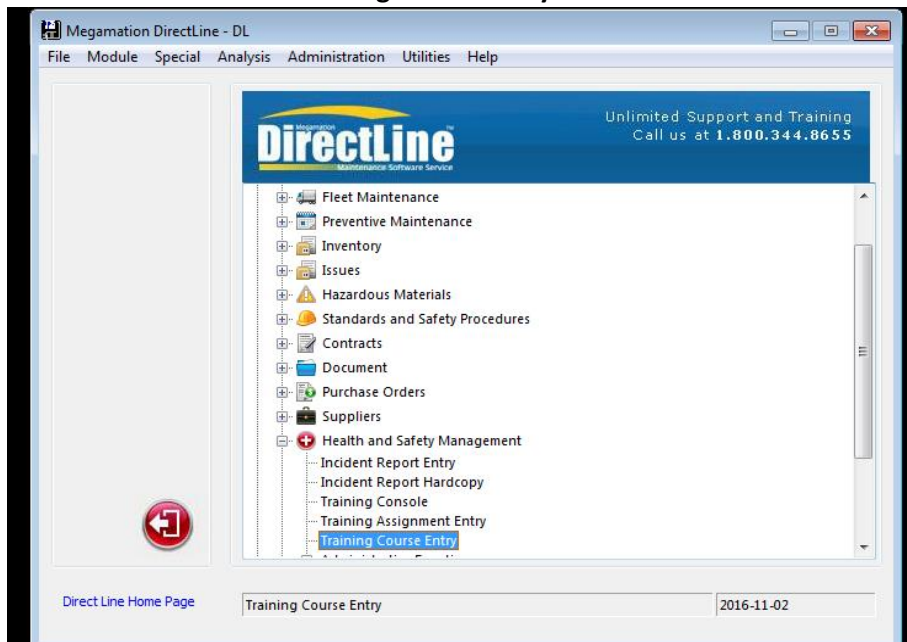 Megamation DirectLine - DL
File Module Special Analysis Administration Utilities Help
Megamation
DirectLine
Maintenance Software Service
Unlimited Support and Training
Call us at 1.800.344.8655
Fleet Maintenance
Preventive Maintenance
Inventory
Issues
Hazardous Materials
Standards and Safety Procedures
Contracts
Document
Purchase Orders
Suppliers
Health and Safety Management
Incident Report Entry
Incident Report Hardcopy
Training Console
Training Assignment Entry
Training Course Entry
Direct Line Home Page
Training Course Entry
2016-11-02